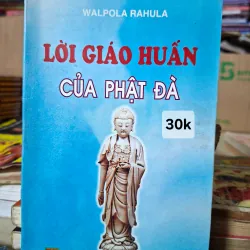 WALPOLA RAHULA
LỜI GIÁO HUẤN
CỦA PHẬT ĐÀ
30k